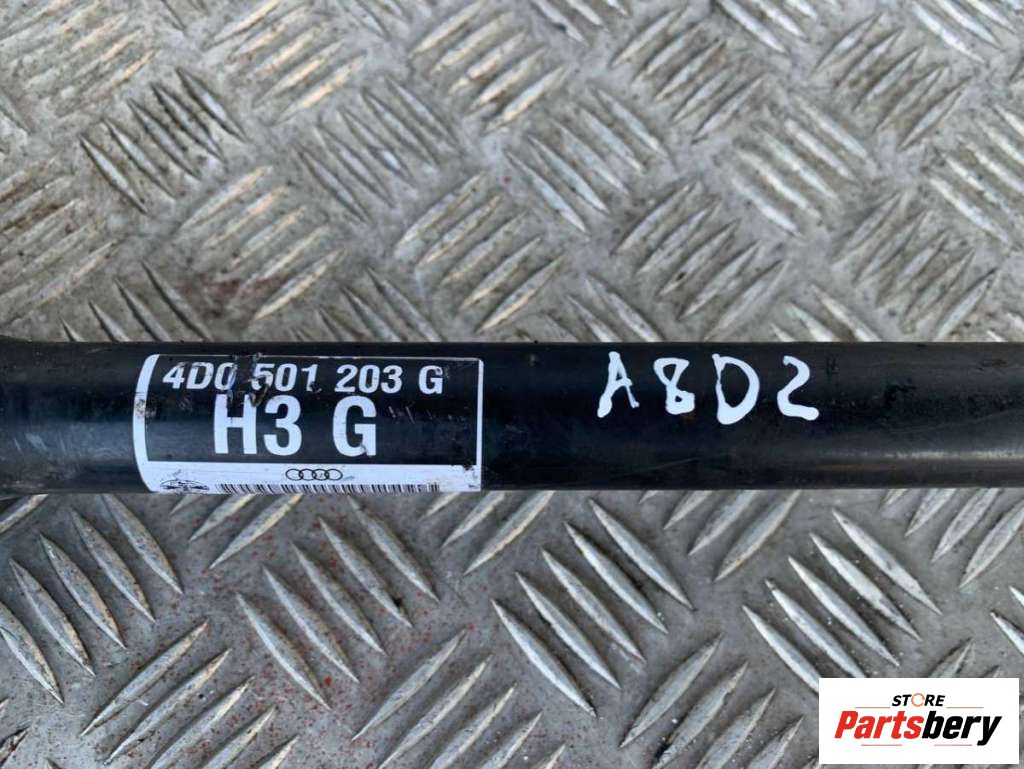 4D0 501 203 G
H3 G
A8D2
STORE
Partsbery